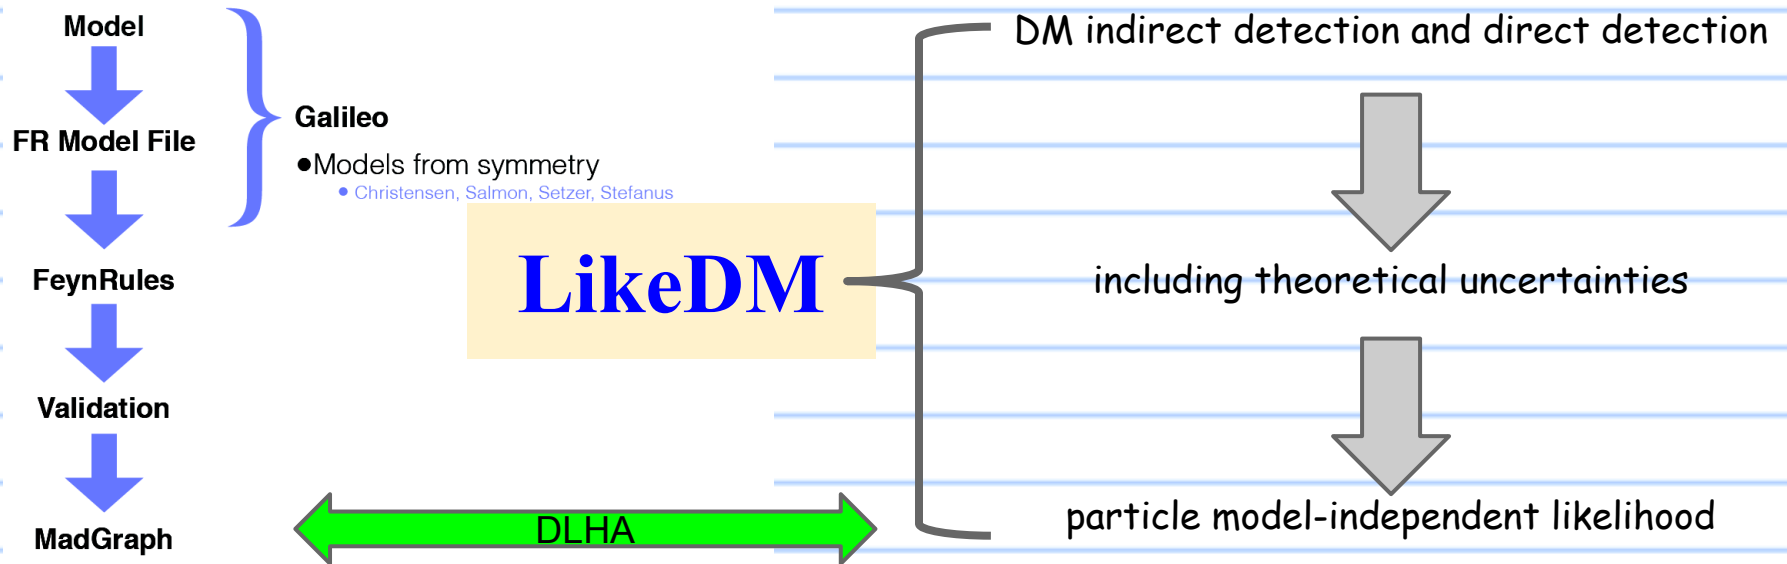 Model
FR Model File
FeynRules
Validation
MadGraph
Galileo
●Models from symmetry
● Christensen, Salmon, Setzer, Stefanus
LikeDM
DLHA
DM indirect detection and direct detection
including theoretical uncertainties
particle model-independent likelihood